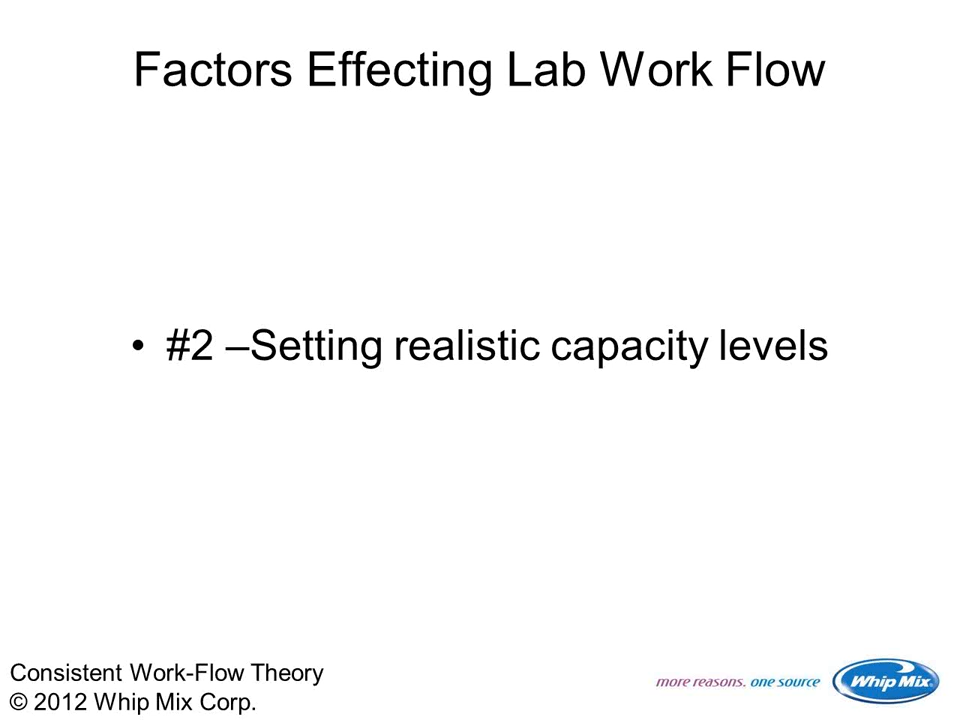 Factors Effecting Lab Work Flow
• #2 –Setting realistic capacity levels
Consistent Work-Flow Theory
© 2012 Whip Mix Corp.
more reasons. one source
Whip Mix®